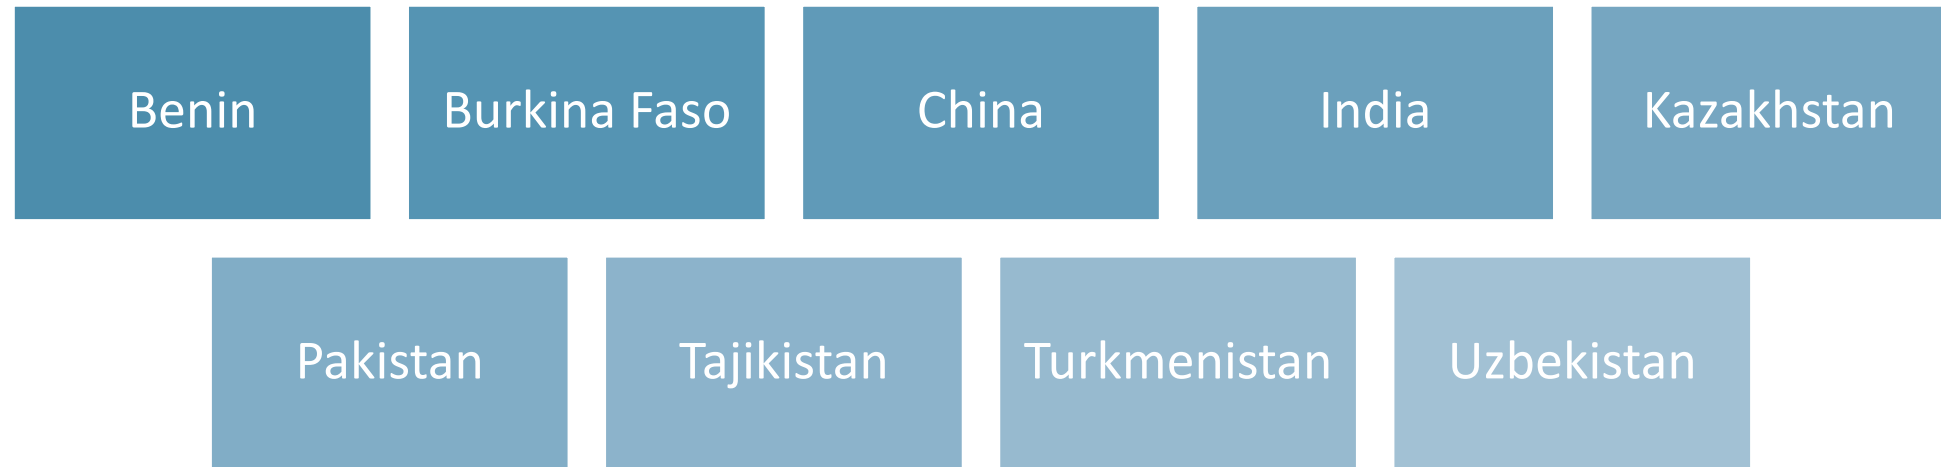 Benin
Burkina Faso
China
India
Kazakhstan
Pakistan
Tajikistan
Turkmenistan
Uzbekistan